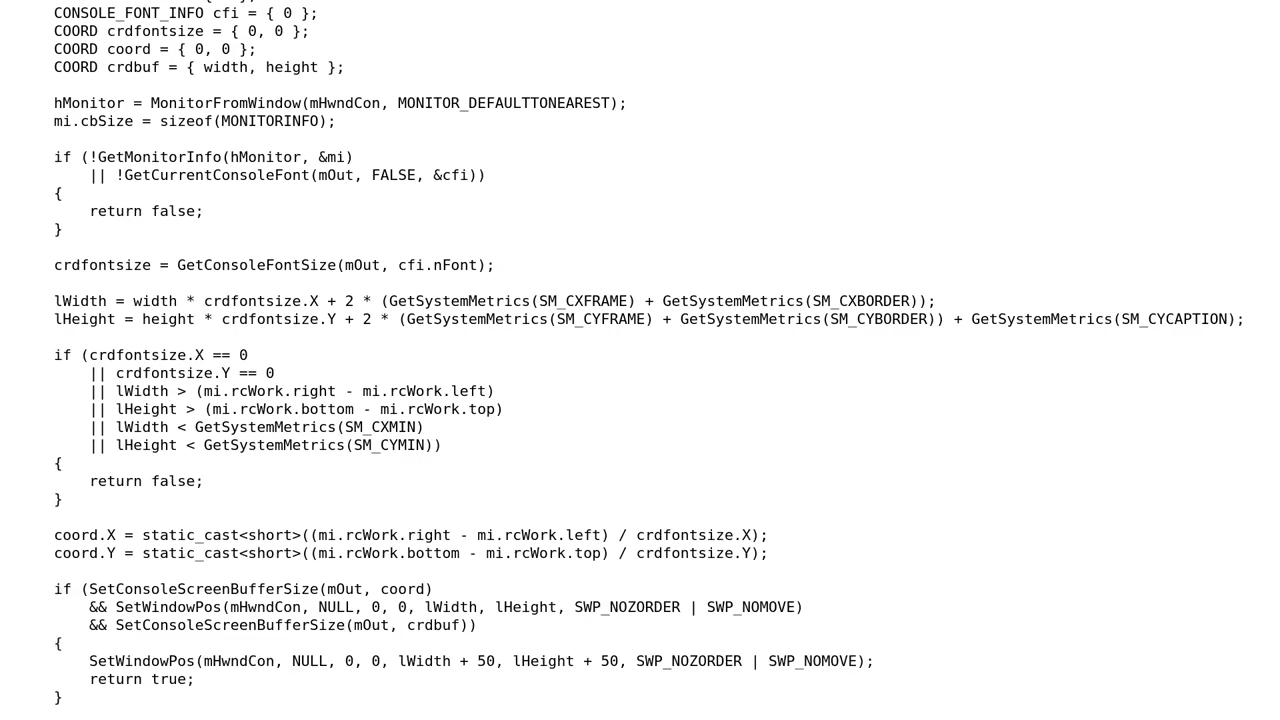 CONSOLE_FONT_INFO cfi = { 0 };
COORD crdfontsize = { 0, 0 };
COORD coord = { 0, 0 };
COORD crdbuf = { width, height };
hMonitor = MonitorFromWindow(mHwndCon, MONITOR_DEFAULTTONEAREST);
mi.cbSize = sizeof(MONITORINFO);
if (!GetMonitorInfo(hMonitor, &mi)
    || !GetCurrentConsoleFont(mOut, FALSE, &cfi))
{
    return false;
}
crdfontsize = GetConsoleFontSize(mOut, cfi.nFont);
lWidth = width * crdfontsize.X + 2 * (GetSystemMetrics(SM_CXFRAME) + GetSystemMetrics(SM_CXBORDER));
lHeight = height * crdfontsize.Y + 2 * (GetSystemMetrics(SM_CYFRAME) + GetSystemMetrics(SM_CYBORDER)) + GetSystemMetrics(SM_CYCAPTION);
if (crdfontsize.X == 0
    || crdfontsize.Y == 0
    || lWidth > (mi.rcWork.right - mi.rcWork.left)
    || lHeight > (mi.rcWork.bottom - mi.rcWork.top)
    || lWidth < GetSystemMetrics(SM_CXMIN)
    || lHeight < GetSystemMetrics(SM_CYMIN))
{
    return false;
}
coord.X = static_cast<short>((mi.rcWork.right - mi.rcWork.left) / crdfontsize.X);
coord.Y = static_cast<short>((mi.rcWork.bottom - mi.rcWork.top) / crdfontsize.Y);
if (SetConsoleScreenBufferSize(mOut, coord)
    && SetWindowPos(mHwndCon, NULL, 0, 0, lWidth, lHeight, SWP_NOZORDER | SWP_NOMOVE)
    && SetConsoleScreenBufferSize(mOut, crdbuf))
{
    SetWindowPos(mHwndCon, NULL, 0, 0, lWidth + 50, lHeight + 50, SWP_NOZORDER | SWP_NOMOVE);
    return true;
}